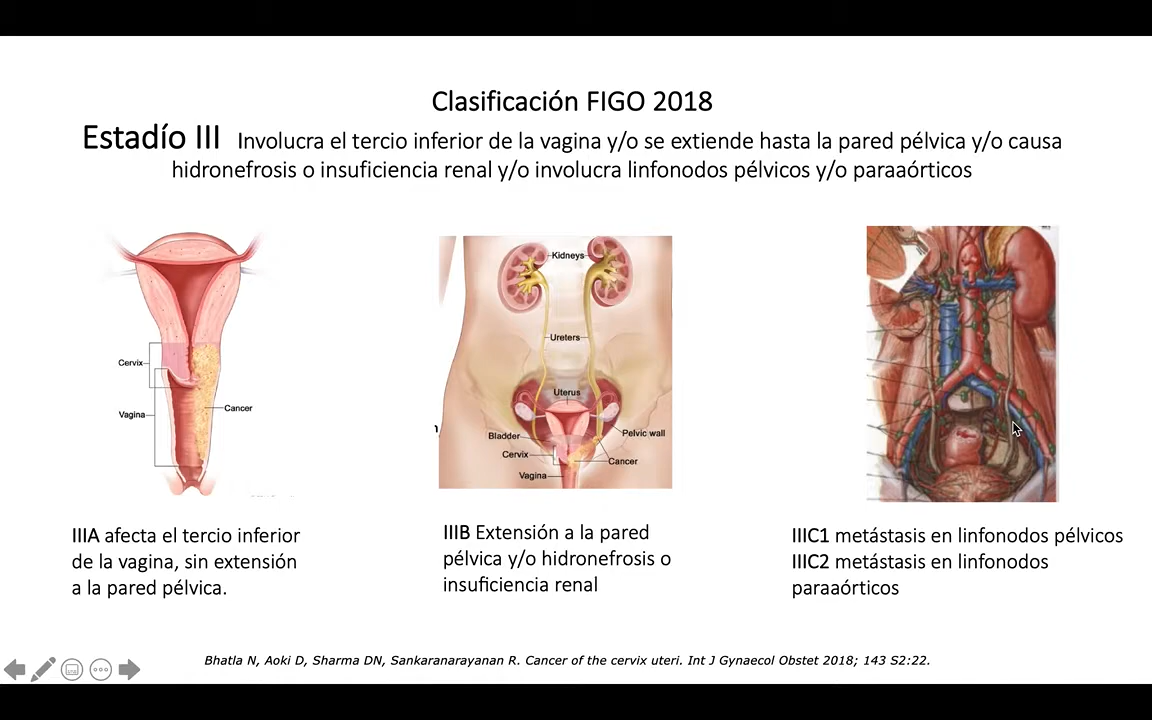 Clasificación FIGO 2018
Estadío III Involucra el tercio inferior de la vagina y/o se extiende hasta la pared pélvica y/o causa
hidronefrosis o insuficiencia renal y/o involucra linfonodos pélvicos y/o paraaórticos
Cervix
Vagina
Cancer
Kidneys
Ureters
Uterus
Bladder
Pelvic wall
Cervix
Cancer
Vagina
IIIA afecta el tercio inferior
de la vagina, sin extensión
a la pared pélvica.
IIIB Extensión a la pared
pélvica y/o hidronefrosis o
insuficiencia renal
IIIC1 metástasis en linfonodos pélvicos
IIIC2 metástasis en linfonodos
paraaórticos
Bhatla N, Aoki D, Sharma DN, Sankaranarayanan R. Cancer of the cervix uteri. Int J Gynaecol Obstet 2018; 143 S2:22.